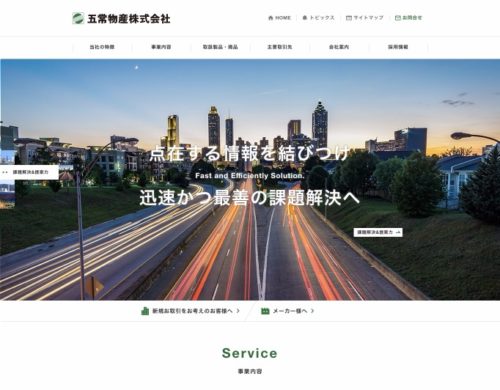 五常物産株式会社
HOME
トピックス
サイトマップ
お問合せ
当社の特徴
事業内容
取扱製品・商品
主要取引先
会社案内
採用情報
点在する情報を結びつけ
Fast and Efficiently Solution.
迅速かつ最善の課題解決へ
課題解決&提案力
課題解決&提案力
新規お取引をお考えのお客様へ
メーカー様へ
Service
事業内容